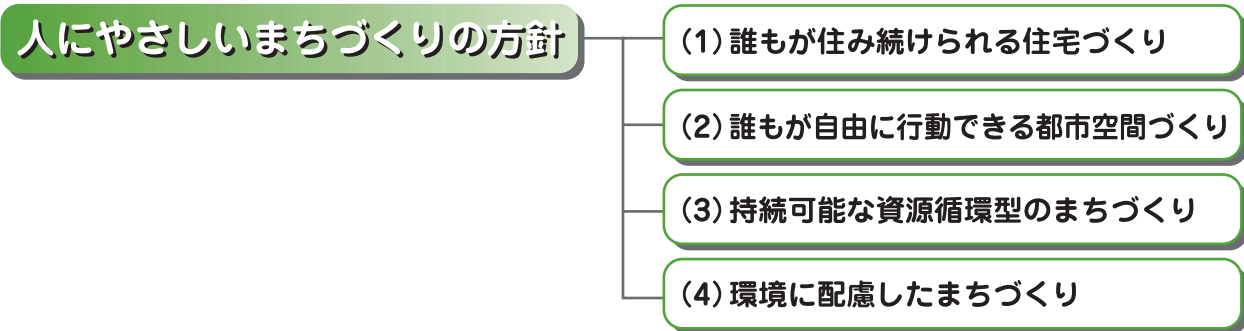 人にやさしいまちづくりの方針
(1)誰もが住み続けられる住宅づくり
(2)誰もが自由に行動できる都市空間づくり
(3)持続可能な資源循環型のまちづくり
(4)環境に配慮したまちづくり